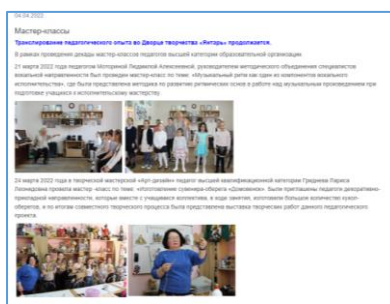 04.04.2022
Мастер-классы
Транслирование педагогического опыта во Дворце творчества «Янтарь» продолжается.
В рамках проведения декады мастер-классов педагогов высшей категории образовательной организации
21 марта 2022 года педагогом Моториной Людмилой Алексеевной, руководителем методического объединения специалистов
вокальной направленности был проведен мастер-класс по теме: «Музыкальный ритм как один из компонентов вокального
исполнительства», где была представлена методика по развитию ритмических основ в работе над музыкальным произведением при
подготовке учащихся к исполнительскому мастерству.
24 марта 2022 года в творческой мастерской «Арт-дизайн» педагог высшей квалификационной категории Гредиева Лариса
Леонидовна провела мастер-класс по теме: «Изготовление сувенира-оберега «Домовенок». Были приглашены педагоги декоративно-
прикладной направленности, которые вместе с учащимися коллектива, в ходе занятия, изготовили большое количество кукол-
оберегов, и по итогам совместного творческого процесса была представлена выставка творческих работ данного педагогического
проекта.